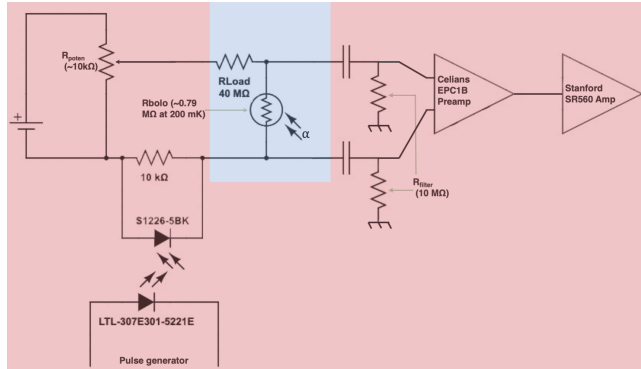 R_poten
(~10kΩ)
RLoad
40 MΩ
Rbolo (~0.79
MΩ at 200 mK)
α
Celians
EPC1B
Preamp
Stanford
SR560 Amp
+
10 kΩ
R_filter
(10 MΩ)
S1226-5BK
LTL-307E301-5221E
Pulse generator